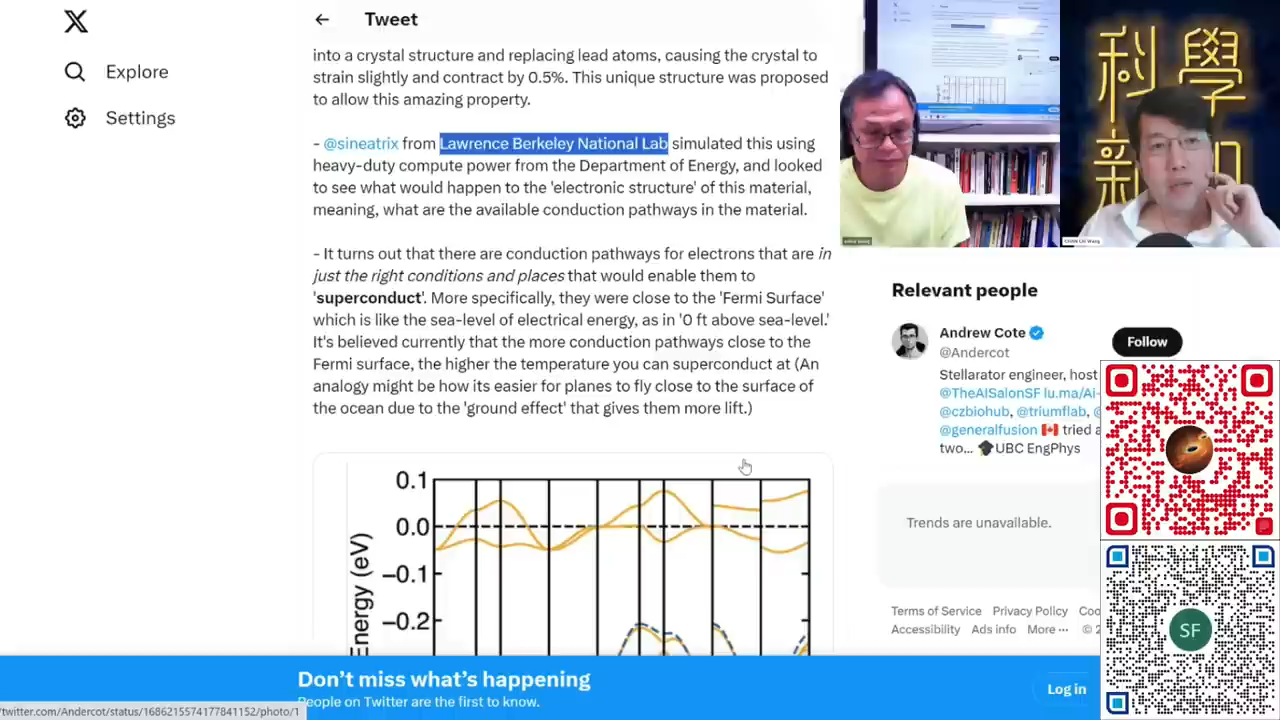 Tweet
Explore
Settings
into a crystal structure and replacing lead atoms, causing the crystal to
strain slightly and contract by 0.5%. This unique structure was proposed
to allow this amazing property.
- @sineatrix from Lawrence Berkeley National Lab simulated this using
heavy-duty compute power from the Department of Energy, and looked
to see what would happen to the 'electronic structure' of this material,
meaning, what are the available conduction pathways in the material.
- It turns out that there are conduction pathways for electrons that are in
just the right conditions and places that would enable them to
'superconduct'. More specifically, they were close to the 'Fermi Surface'
which is like the sea-level of electrical energy, as in '0 ft above sea-level.'
It's believed currently that the more conduction pathways close to the
Fermi surface, the higher the temperature you can superconduct at (An
analogy might be how its easier for planes to fly close to the surface of
the ocean due to the 'ground effect' that gives them more lift.)
0.1
0.0
−0.1
−0.2
Energy (eV)
科學
新知
Relevant people
Andrew Cote
@Andercot
Follow
Stellarator engineer, host
@TheAISalonSF lu.ma/Ai-
@czbiohub, @triumflab,
@generalfusion 🇨🇦 tried a
two... 🎓UBC EngPhys
Trends are unavailable.
Terms of Service Privacy Policy Coo
Accessibility Ads info More ··· © 2
SF
Don't miss what's happening
People on Twitter are the first to know.
Log in
/twitter.com/Andercot/status/1686215574177841152/photo/1